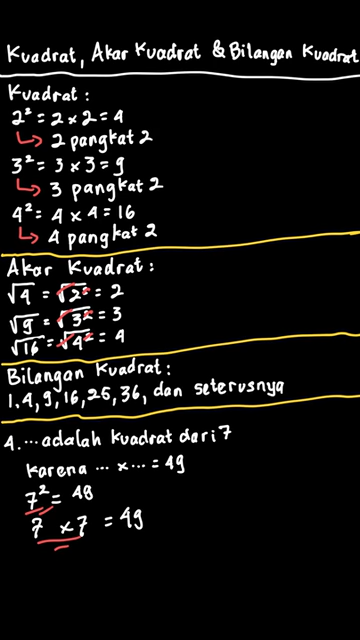 Kuadrat, Akar Kuadrat & Bilangan Kuadrat
Kuadrat :
2² = 2 × 2 = 4
↳ 2 pangkat 2
3² = 3 × 3 = 9
↳ 3 pangkat 2
4² = 4 × 4 = 16
↳ 4 pangkat 2
Akar Kuadrat :
√4 = √2² = 2
√9 = √3² = 3
√16 = √4² = 4
Bilangan Kuadrat :
1, 4, 9, 16, 25, 36, dan seterusnya
4. ... adalah kuadrat dari 7
karena ... × ... = 49
7² = 49
7 × 7 = 49